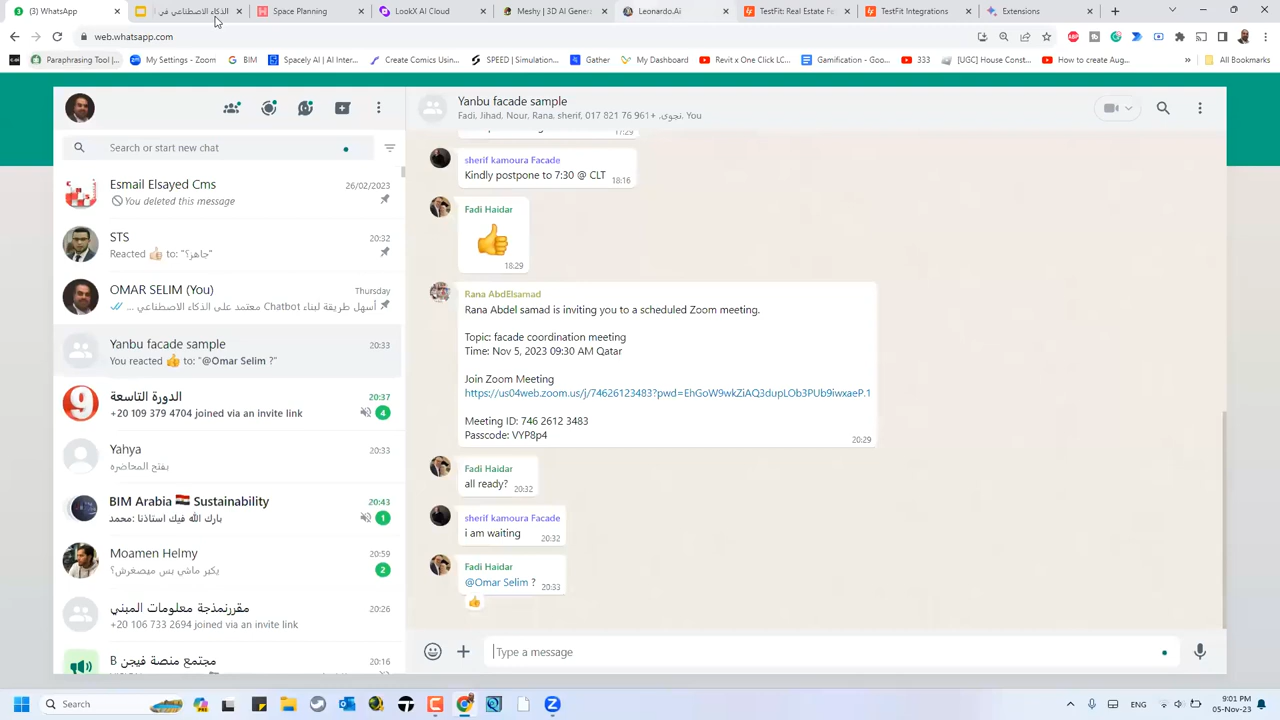 (3) WhatsApp
الذكاء الاصطناعي في ا
Space Planning
LookX AI Cloud
Meshy | 3D AI Genera
Leonardo.Ai
TestFit: Real Estate Fe
TestFit Integrations
Extensions
web.whatsapp.com
Paraphrasing Tool |...
My Settings - Zoom
BIM
Spacely AI | AI Inter...
Create Comics Using...
SPEED | Simulation...
Gather
My Dashboard
Revit x One Click LC...
Gamification - Goo...
333
[UGC] House Const...
How to create Aug...
»
All Bookmarks
Search or start new chat
Esmail Elsayed Cms
26/02/2023
You deleted this message
STS
20:32
Reacted 👍 to: "جاهز؟"
OMAR SELIM (You)
Thursday
أسهل طريقة لبناء Chatbot معتمد على الذكاء الاصطناعي ...
Yanbu facade sample
20:33
You reacted 👍 to: "@Omar Selim ?"
الدورة التاسعة
20:37
+20 109 379 4704 joined via an invite link
4
Yahya
20:33
بفتح المحاضره
BIM Arabia 🇪🇬 Sustainability
20:43
بارك الله فيك استاذنا :محمد
1
Moamen Helmy
20:59
يكبر ماشي بس ميصغرش؟
2
مقررنمذجة معلومات المبني
20:26
+20 106 733 2694 joined via an invite link
مجتمع منصة فيجن B
20:16
Yanbu facade sample
Fadi, Jihad, Nour, Rana, sherif, نجوى, +961 76 821 017, You
17:29
sherif kamoura Facade
Kindly postpone to 7:30 @ CLT
18:16
Fadi Haidar
👍
18:29
Rana AbdElsamad
Rana Abdel samad is inviting you to a scheduled Zoom meeting.
Topic: facade coordination meeting
Time: Nov 5, 2023 09:30 AM Qatar
Join Zoom Meeting
https://us04web.zoom.us/j/74626123483?pwd=EhGoW9wkZiAQ3dupLOb3PUb9iwxaeP.1
Meeting ID: 746 2612 3483
Passcode: VYP8p4
20:29
Fadi Haidar
all ready?
20:32
sherif kamoura Facade
i am waiting
20:32
Fadi Haidar
@Omar Selim ?
20:33
👍
Type a message
Search
ENG
9:01 PM
05-Nov-23